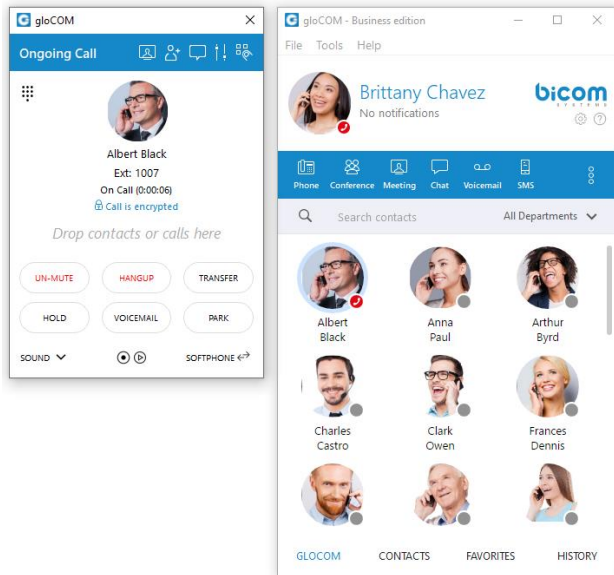 gloCOM
Ongoing Call
Albert Black
Ext: 1007
On Call (0:00:06)
Call is encrypted
Drop contacts or calls here
UN-MUTE HANGUP TRANSFER
HOLD VOICEMAIL PARK
SOUND SOFTPHONE
gloCOM - Business edition
File Tools Help
Brittany Chavez
No notifications
bicom
SYSTEMS
Phone Conference Meeting Chat Voicemail SMS
Search contacts All Departments
Albert Black
Anna Paul
Arthur Byrd
Charles Castro
Clark Owen
Frances Dennis
GLOCOM CONTACTS FAVORITES HISTORY